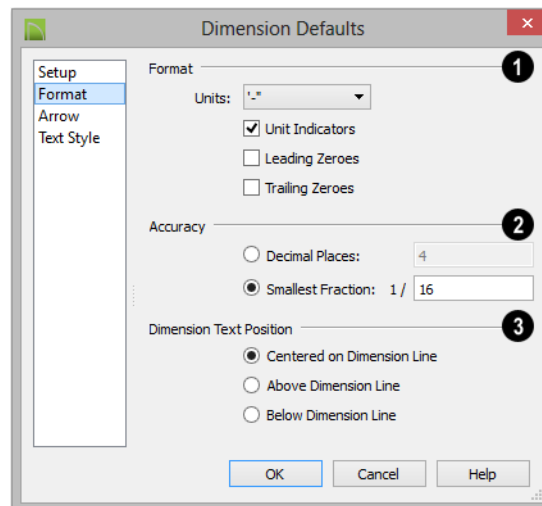 Dimension Defaults
Setup
Format
Arrow
Text Style
Format
1
Units: '-"
Unit Indicators
Leading Zeroes
Trailing Zeroes
Accuracy
2
Decimal Places: 4
Smallest Fraction: 1 / 16
Dimension Text Position
3
Centered on Dimension Line
Above Dimension Line
Below Dimension Line
OK Cancel Help